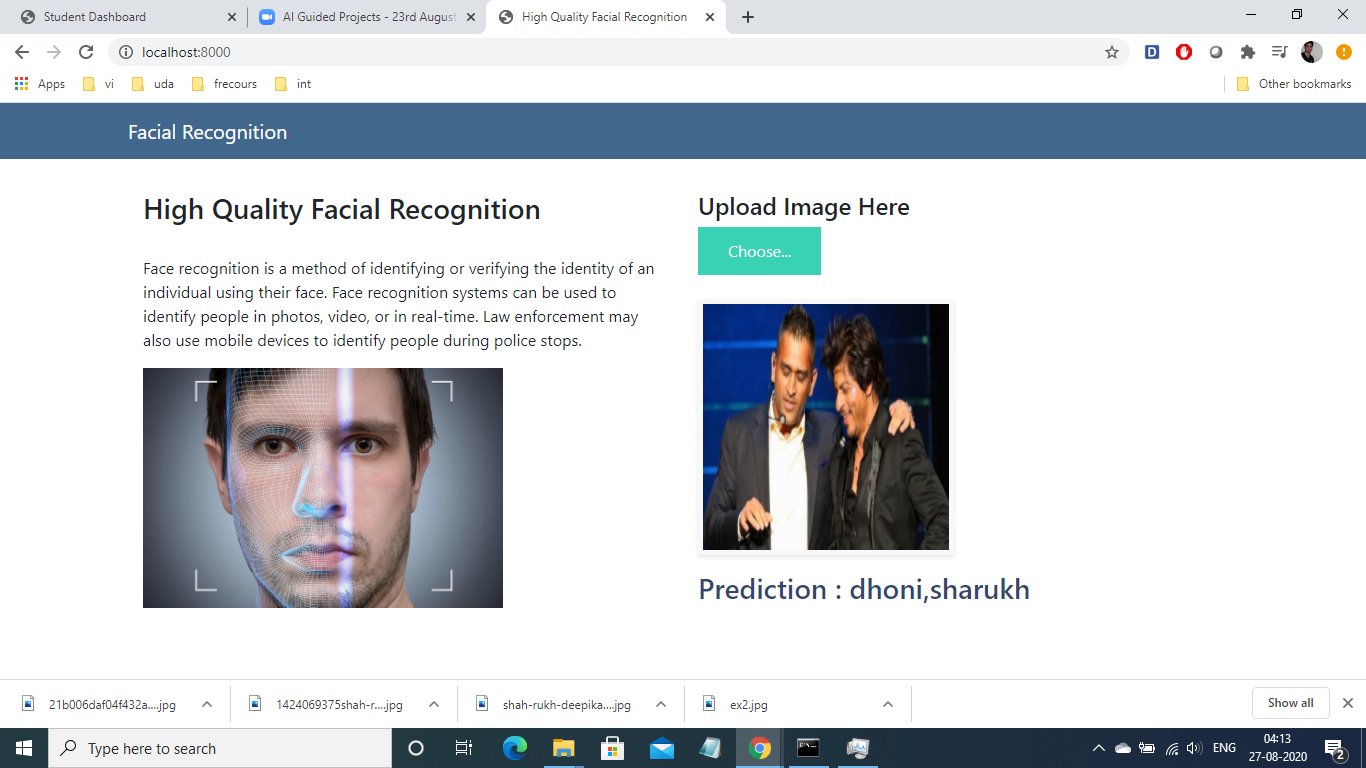 Student Dashboard
AI Guided Projects - 23rd August
High Quality Facial Recognition
localhost:8000
Apps
vi
uda
frecours
int
Other bookmarks
Facial Recognition
High Quality Facial Recognition
Face recognition is a method of identifying or verifying the identity of an
individual using their face. Face recognition systems can be used to
identify people in photos, video, or in real-time. Law enforcement may
also use mobile devices to identify people during police stops.
Upload Image Here
Choose...
Prediction : dhoni,sharukh
21b006daf04f432a....jpg
1424069375shah-r....jpg
shah-rukh-deepika....jpg
ex2.jpg
Show all
Type here to search
ENG
04:13
27-08-2020
2